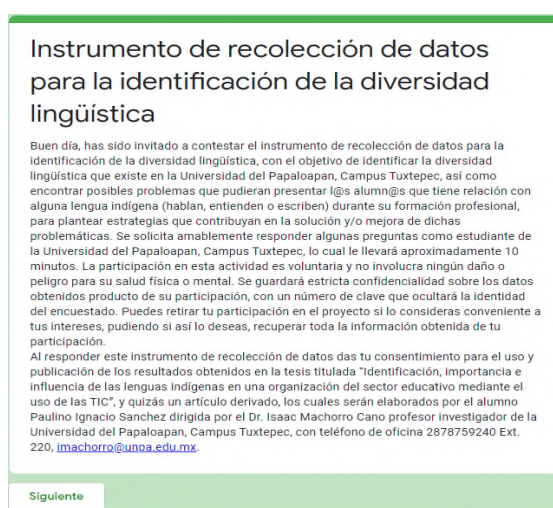 Instrumento de recolección de datos
para la identificación de la diversidad
lingüística
Buen día, has sido invitado a contestar el instrumento de recolección de datos para la
identificación de la diversidad lingüística, con el objetivo de identificar la diversidad
lingüística que existe en la Universidad del Papaloapan, Campus Tuxtepec, así como
encontrar posibles problemas que pudieran presentar l@s alumn@s que tiene relación con
alguna lengua indígena (hablan, entienden o escriben) durante su formación profesional,
para plantear estrategias que contribuyan en la solución y/o mejora de dichas
problemáticas. Se solicita amablemente responder algunas preguntas como estudiante de
la Universidad del Papaloapan, Campus Tuxtepec, lo cual le llevará aproximadamente 10
minutos. La participación en esta actividad es voluntaria y no involucra ningún daño o
peligro para su salud física o mental. Se guardará estricta confidencialidad sobre los datos
obtenidos producto de su participación, con un número de clave que ocultará la identidad
del encuestado. Puedes retirar tu participación en el proyecto si lo consideras conveniente a
tus intereses, pudiendo si así lo deseas, recuperar toda la información obtenida de tu
participación.
Al responder este instrumento de recolección de datos das tu consentimiento para el uso y
publicación de los resultados obtenidos en la tesis titulada "Identificación, importancia e
influencia de las lenguas indígenas en una organización del sector educativo mediante el
uso de las TIC", y quizás un artículo derivado, los cuales serán elaborados por el alumno
Paulino Ignacio Sanchez dirigida por el Dr. Isaac Machorro Cano profesor investigador de la
Universidad del Papaloapan, Campus Tuxtepec, con teléfono de oficina 2878759240 Ext.
220, imachorro@unpa.edu.mx.
Siguiente